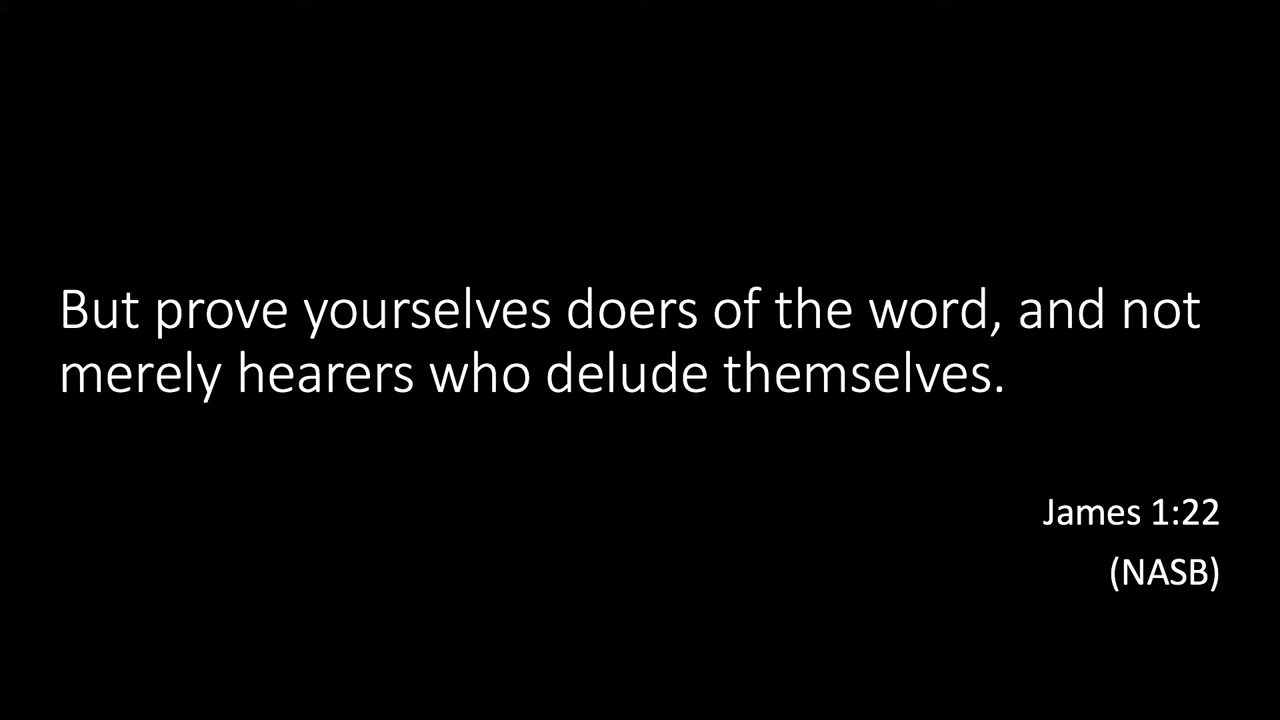 But prove yourselves doers of the word, and not
merely hearers who delude themselves.
James 1:22
(NASB)